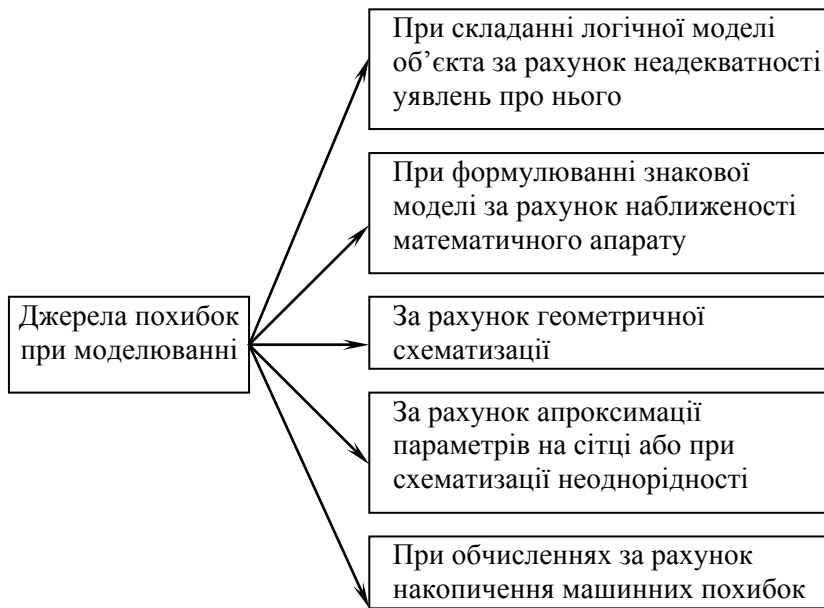 При складанні логічної моделі
об’єкта за рахунок неадекватності
уявлень про нього
При формулюванні знакової
моделі за рахунок наближеності
математичного апарату
Джерела похибок
при моделюванні
За рахунок геометричної
схематизації
За рахунок апроксимації
параметрів на сітці або при
схематизації неоднорідності
При обчисленнях за рахунок
накопичення машинних похибок